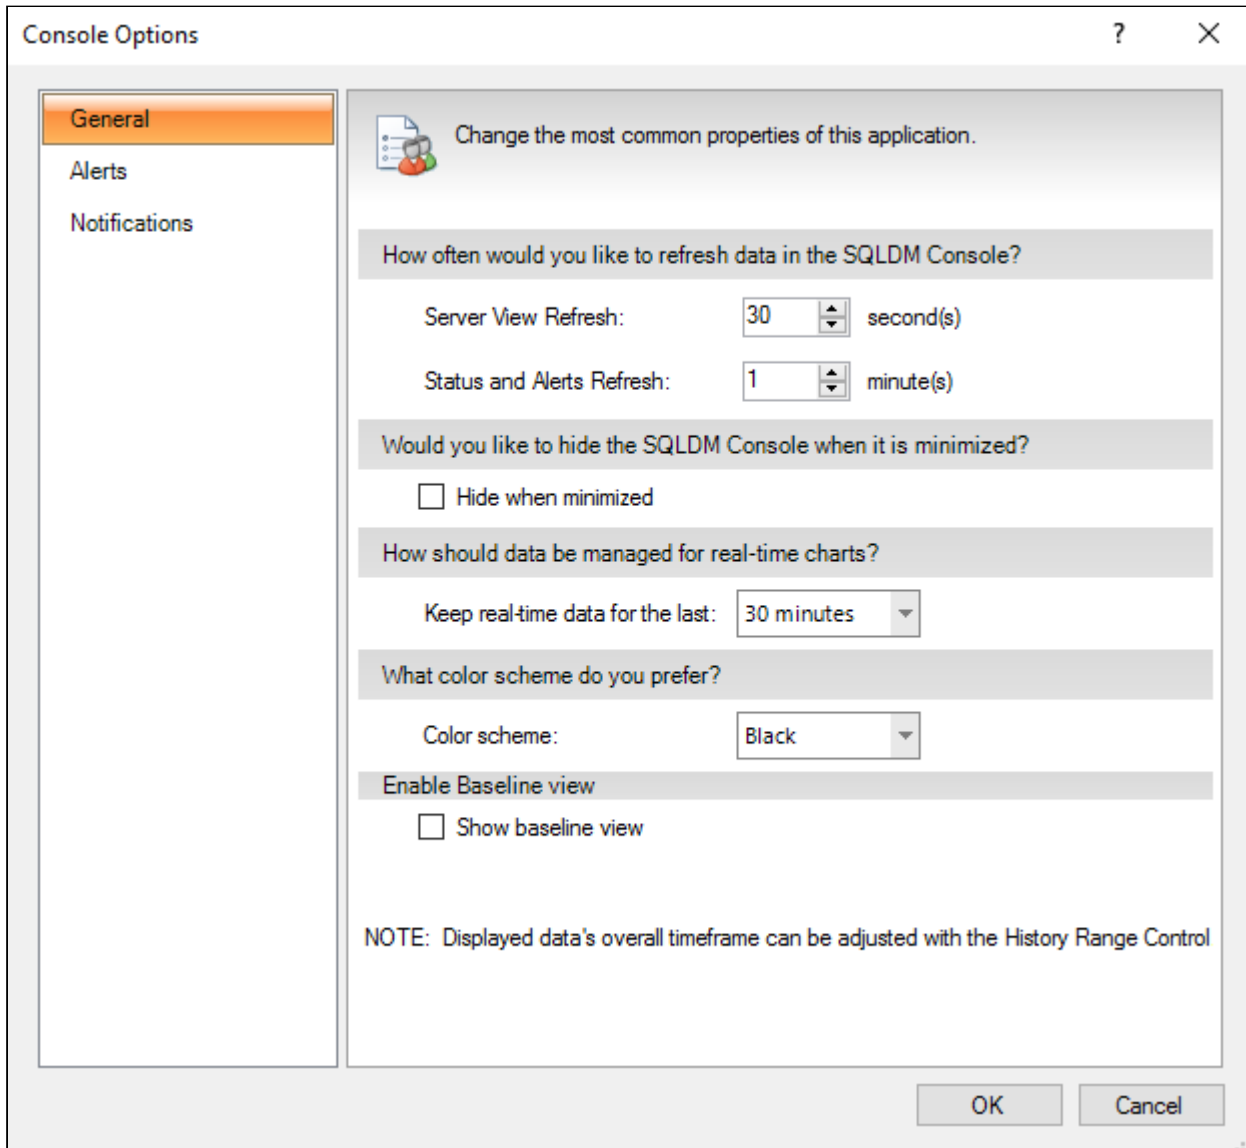 Console Options
?
General
Alerts
Notifications
Change the most common properties of this application.
How often would you like to refresh data in the SQLDM Console?
Server View Refresh: 30 second(s)
Status and Alerts Refresh: 1 minute(s)
Would you like to hide the SQLDM Console when it is minimized?
Hide when minimized
How should data be managed for real-time charts?
Keep real-time data for the last: 30 minutes
What color scheme do you prefer?
Color scheme: Black
Enable Baseline view
Show baseline view
NOTE:  Displayed data's overall timeframe can be adjusted with the History Range Control
OK Cancel